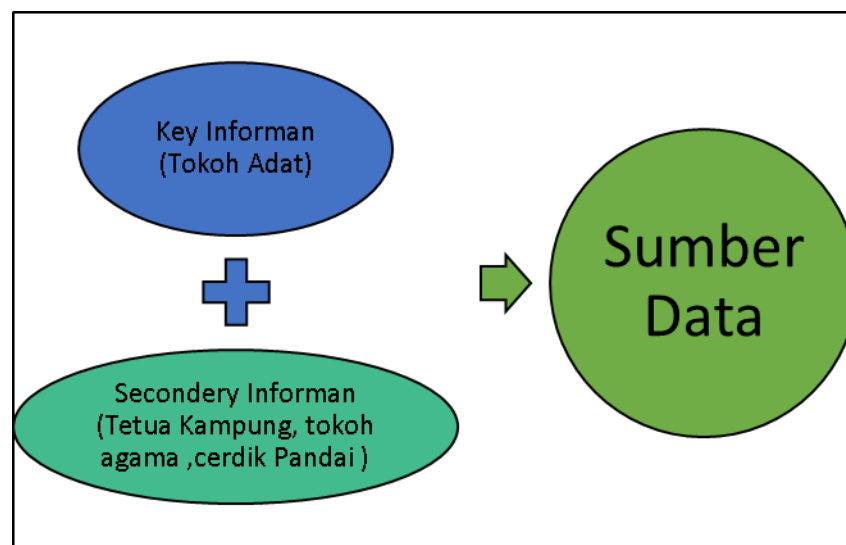 Key Informan
(Tokoh Adat)
Secondery Informan
(Tetua Kampung, tokoh
agama ,cerdik Pandai )
Sumber
Data